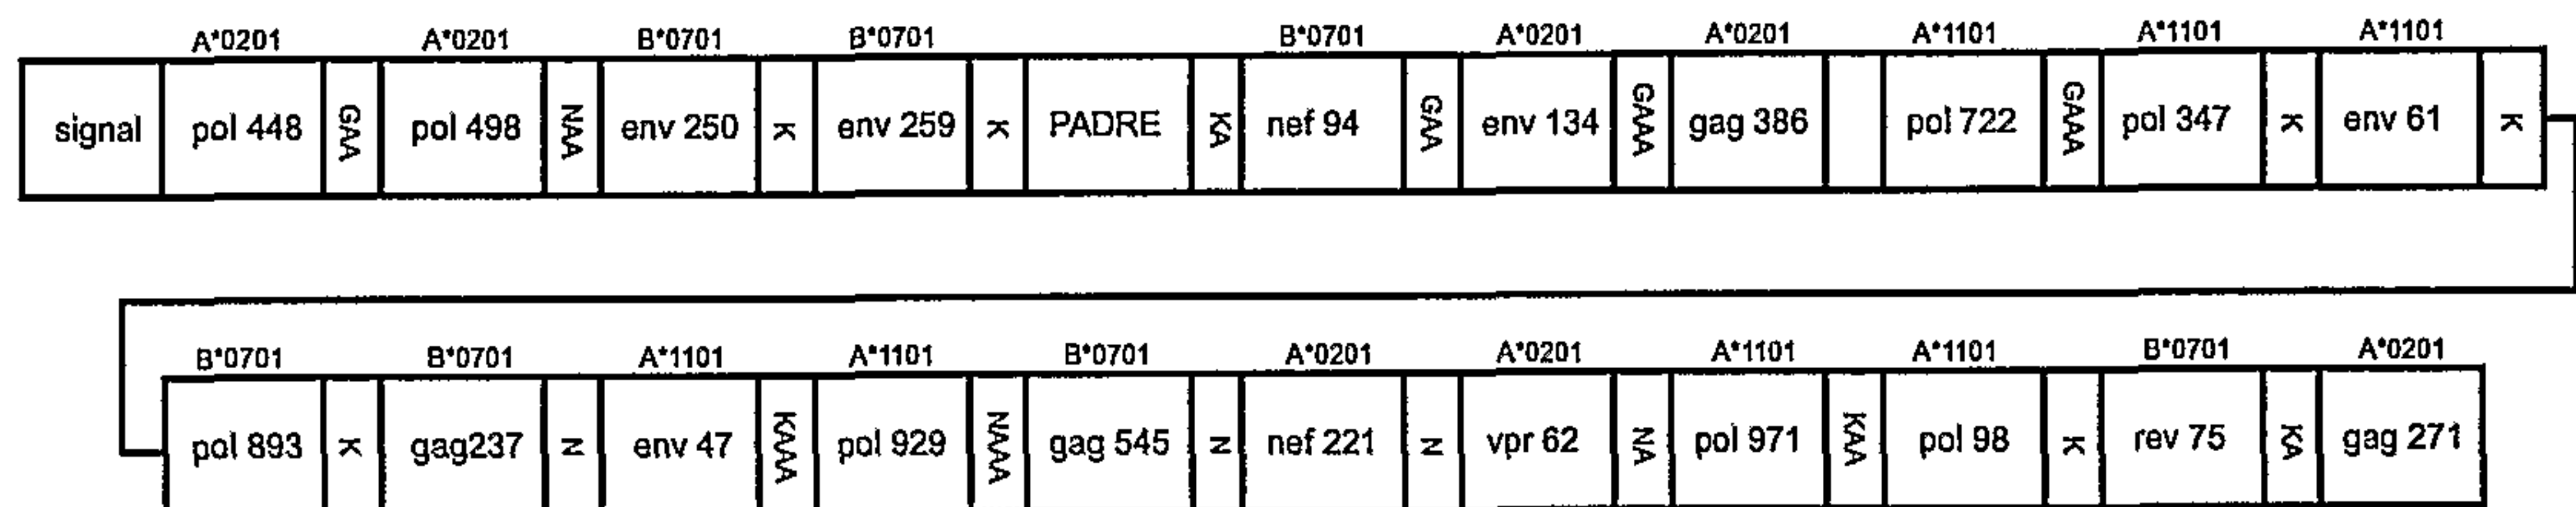 A*0201 A*0201 B*0701 B*0701 B*0701 A*0201 A*0201 A*1101 A*1101 A*1101
signal pol 448 GAA pol 498 NAA env 250 K env 259 K PADRE KA nef 94 GAA env 134 GAAA gag 386 pol 722 GAAA pol 347 K env 61 K
B*0701 B*0701 A*1101 A*1101 B*0701 A*0201 A*0201 A*1101 A*1101 B*0701 A*0201
pol 893 K gag237 N env 47 KAAA pol 929 NAAA gag 545 N nef 221 N vpr 62 NA pol 971 KAA pol 98 K rev 75 KA gag 271